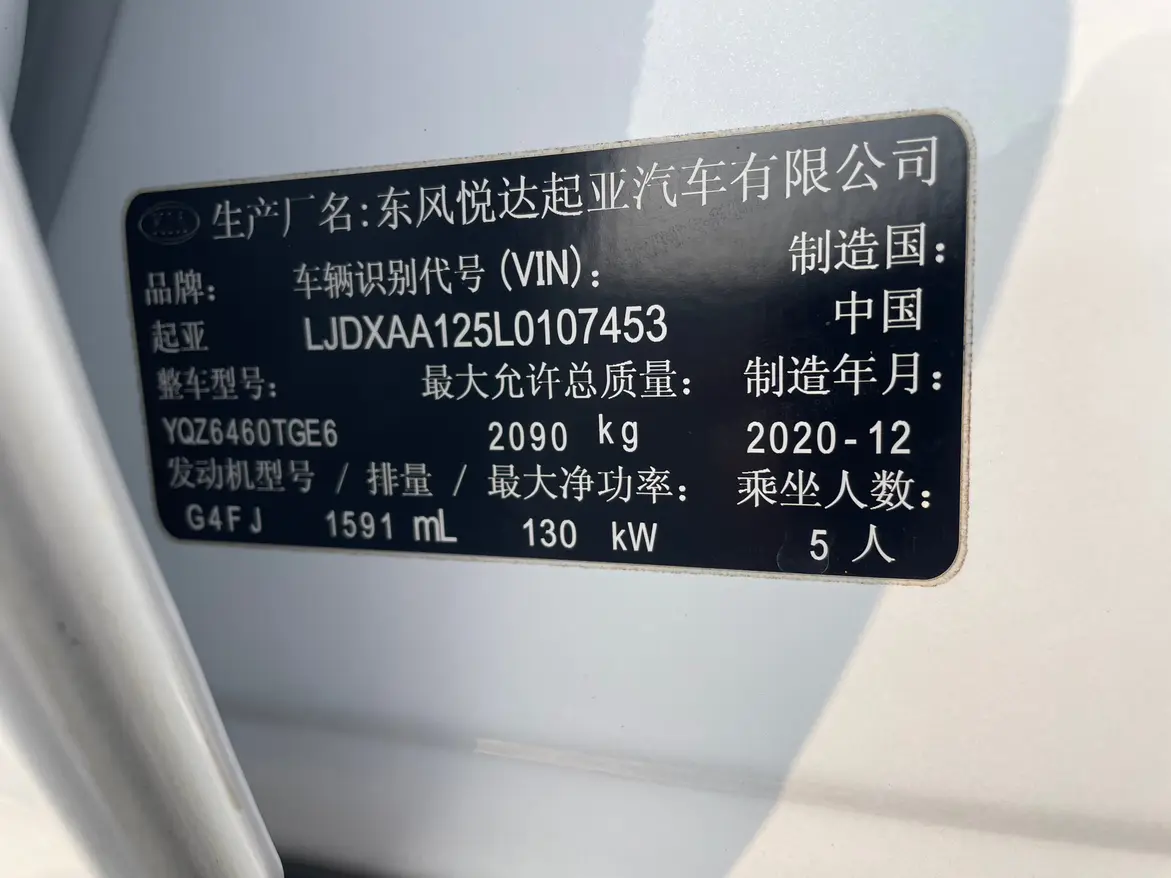 KIA 生产厂名:东风悦达起亚汽车有限公司
品牌: 车辆识别代号(VIN): 制造国:
起亚 LJDXAA125L0107453 中国
整车型号: 最大允许总质量: 制造年月:
YQZ6460TGE6 2090 kg 2020-12
发动机型号 / 排量 / 最大净功率: 乘坐人数:
G4FJ 1591 mL 130 kW 5 人